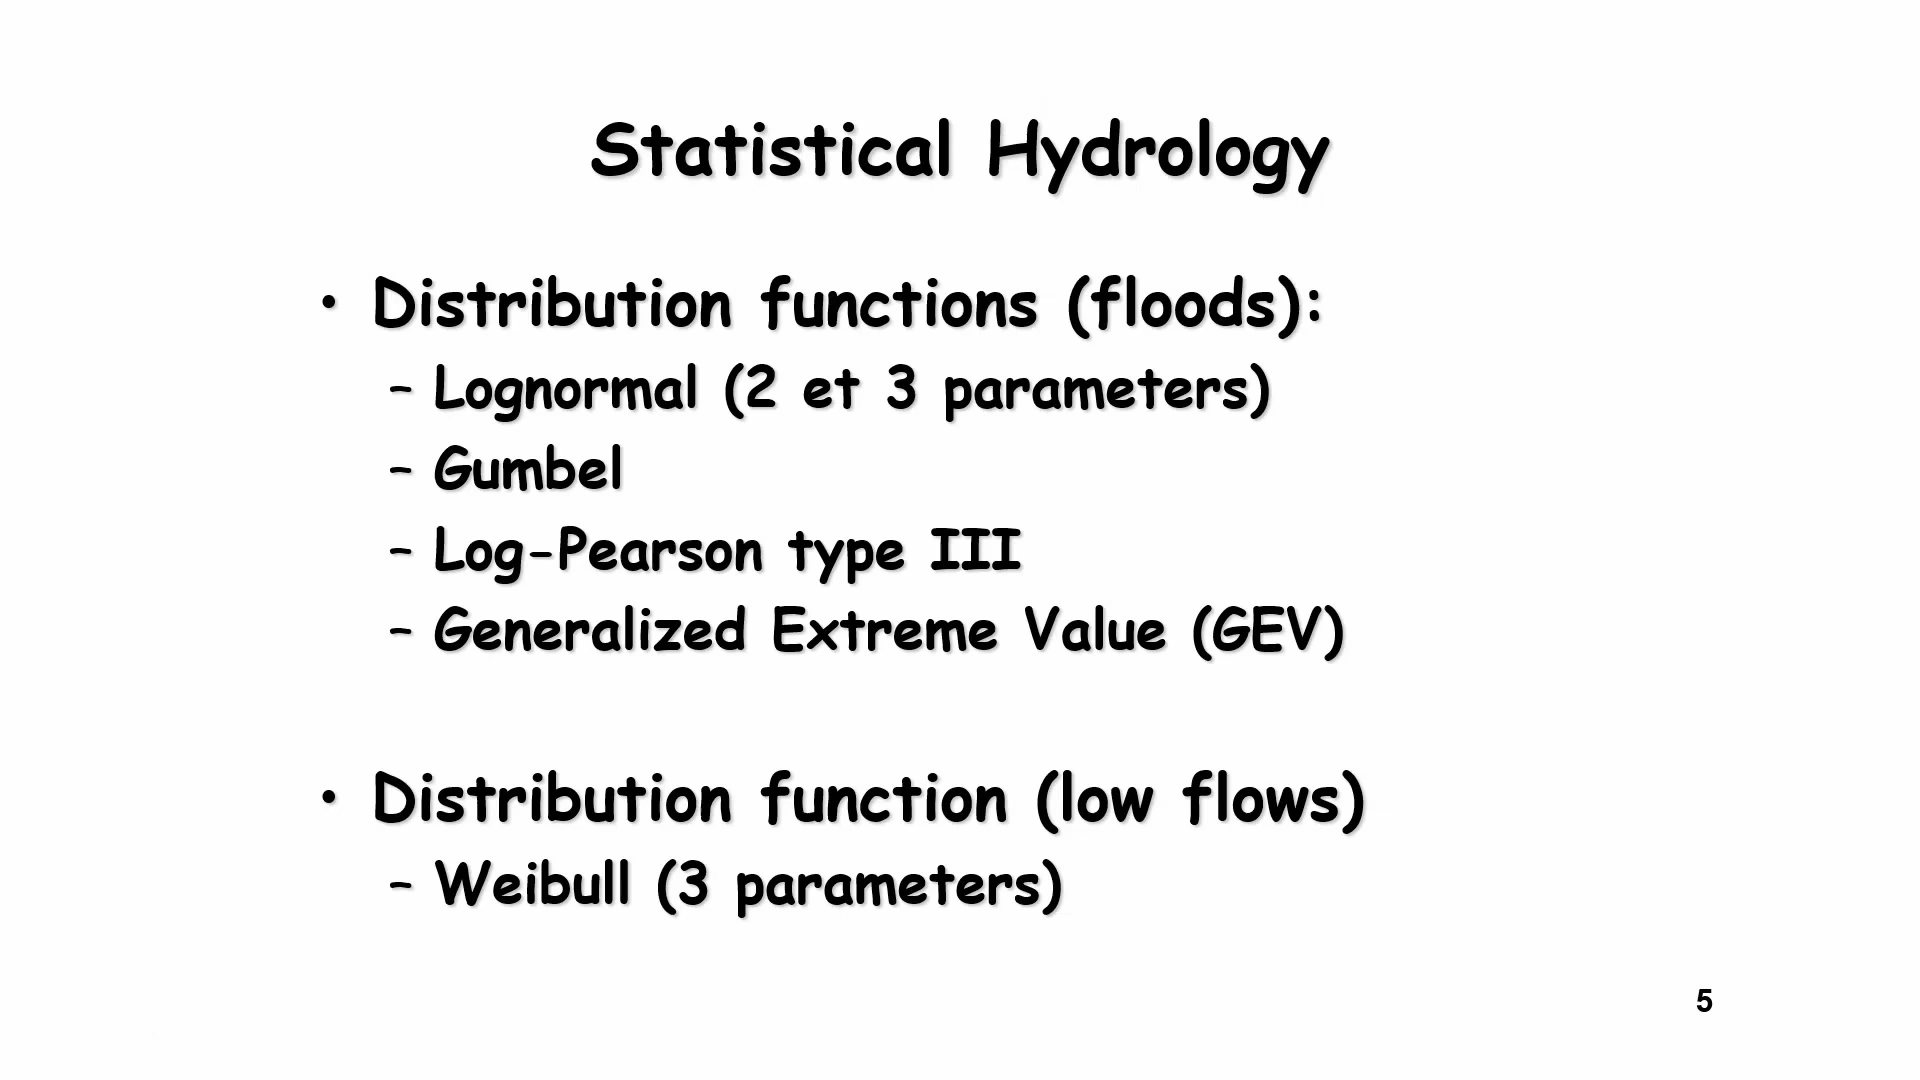 Statistical Hydrology
• Distribution functions (floods):
– Lognormal (2 et 3 parameters)
– Gumbel
– Log-Pearson type III
– Generalized Extreme Value (GEV)
• Distribution function (low flows)
– Weibull (3 parameters)
5